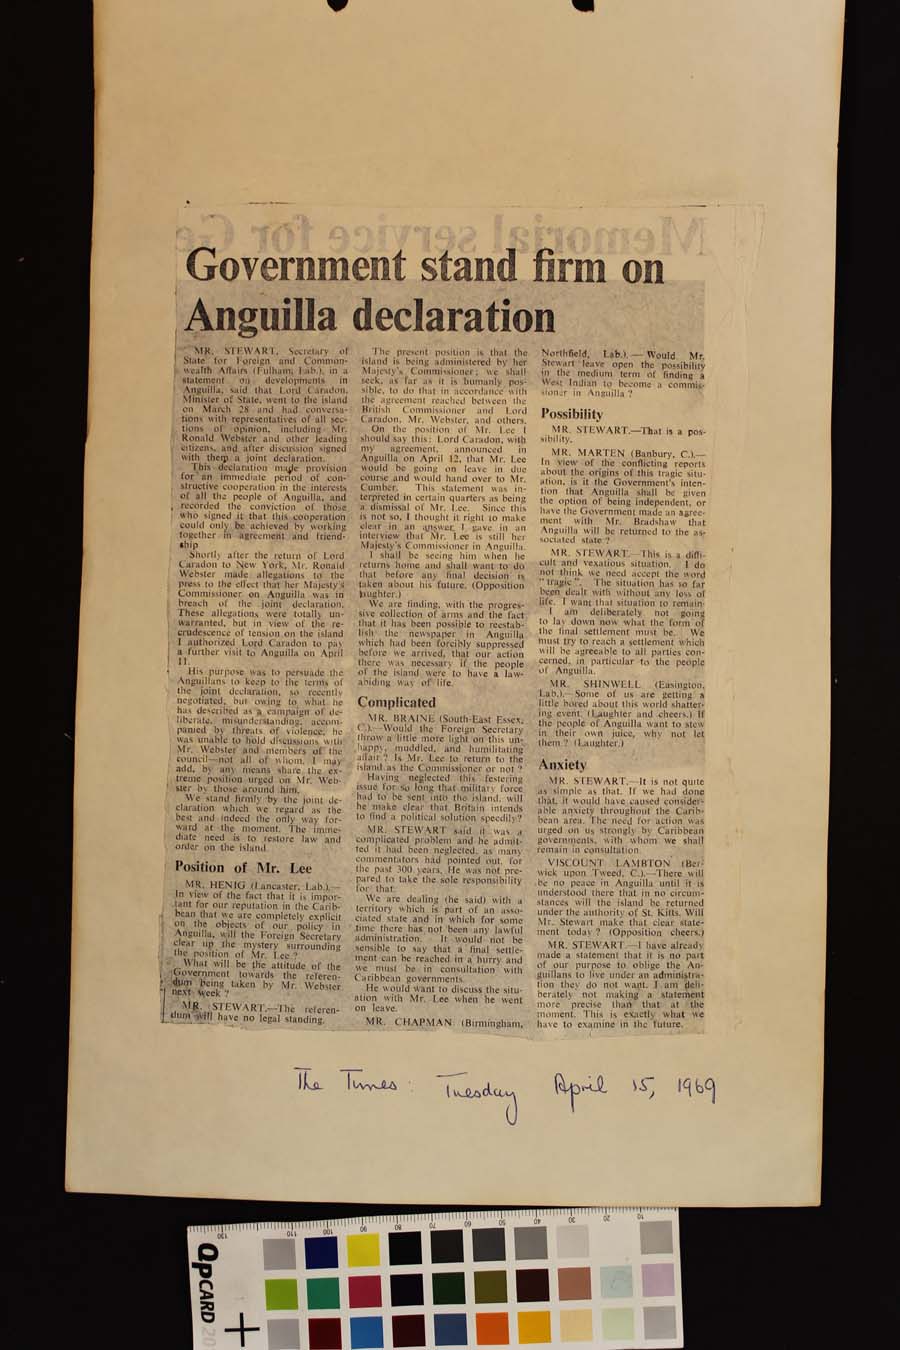 Government stand firm on
Anguilla declaration
MR. STEWART, Secretary of
State for Foreign and Common-
wealth Affairs (Fulham, Lab.), in a
statement on developments in
Anguilla, said that Lord Caradon,
Minister of State, went to the island
on March 28 and had conversa-
tions with representatives of all sec-
tions of opinion, including Mr.
Ronald Webster and other leading
citizens, and after discussion signed
with them a joint declaration.
This declaration made provision
for an immediate period of con-
structive cooperation in the interests
of all the people of Anguilla, and
recorded the conviction of those
who signed it that this cooperation
could only be achieved by working
together in agreement and friend-
ship
Shortly after the return of Lord
Caradon to New York, Mr. Ronald
Webster made allegations to the
press to the effect that her Majesty's
Commissioner on Anguilla was in
breach of the joint declaration.
These allegations were totally un-
warranted, but in view of the re-
crudescence of tension on the island
I authorized Lord Caradon to pay
a further visit to Anguilla on April
11.
His purpose was to persuade the
Anguillans to keep to the terms of
the joint declaration, so recently
negotiated, but owing to what he
has described as a campaign of de-
liberate, misunderstanding, accom-
panied by threats of violence, he
was unable to hold discussions with
Mr. Webster and members of the
council—not all of whom, I may
add, by any means share the ex-
treme position urged on Mr. Web-
ster by those around him.
We stand firmly by the joint de-
claration which we regard as the
best and indeed the only way for-
ward at the moment. The imme-
diate need is to restore law and
order on the island.
Position of Mr. Lee
MR. HENIG (Lancaster, Lab.).—
In view of the fact that it is impor-
tant for our reputation in the Carib-
bean that we are completely explicit
on the objects of our policy in
Anguilla, will the Foreign Secretary
clear up the mystery surrounding
the position of Mr. Lee ?
What will be the attitude of the
Government towards the referen-
dum being taken by Mr. Webster
next week ?
MR. STEWART.—The referen-
dum will have no legal standing.
The present position is that the
island is being administered by her
Majesty's Commissioner; we shall
seek, as far as it is humanly pos-
sible, to do that in accordance with
the agreement reached between the
British Commissioner and Lord
Caradon, Mr. Webster, and others.
On the position of Mr. Lee I
should say this: Lord Caradon, with
my agreement, announced in
Anguilla on April 12, that Mr. Lee
would be going on leave in due
course and would hand over to Mr.
Cumber. This statement was in-
terpreted in certain quarters as being
a dismissal of Mr. Lee. Since this
is not so, I thought it right to make
clear in an answer I gave in an
interview that Mr. Lee is still her
Majesty's Commissioner in Anguilla.
I shall be seeing him when he
returns home and shall want to do
that before any final decision is
taken about his future. (Opposition
laughter.)
We are finding, with the progres-
sive collection of arms and the fact
that it has been possible to reestab-
lish the newspaper in Anguilla
which had been forcibly suppressed
before we arrived, that our action
there was necessary if the people
of the island were to have a law-
abiding way of life.
Complicated
MR. BRAINE (South-East Essex,
C.).—Would the Foreign Secretary
throw a little more light on this un-
happy, muddled, and humilitating
affair ? Is Mr. Lee to return to the
island as the Commissioner or not ?
Having neglected this festering
issue for so long that military force
had to be sent into the island, will
he make clear that Britain intends
to find a political solution speedily?
MR. STEWART said it was a
complicated problem and he admit-
ted it had been neglected, as many
commentators had pointed out, for
the past 300 years. He was not pre-
pared to take the sole responsibility
for that.
We are dealing (he said) with a
territory which is part of an asso-
ciated state and in which for some
time there has not been any lawful
administration. It would not be
sensible to say that a final settle-
ment can be reached in a hurry and
we must be in consultation with
Caribbean governments.
He would want to discuss the situ-
ation with Mr. Lee when he went
on leave.
MR. CHAPMAN (Birmingham,
Northfield, Lab.).—Would Mr.
Stewart leave open the possibility
in the medium term of finding a
West Indian to become a commis-
sioner in Anguilla ?
Possibility
MR. STEWART.—That is a pos-
sibility.
MR. MARTEN (Banbury, C.).—
In view of the conflicting reports
about the origins of this tragic situ-
ation, is it the Government's inten-
tion that Anguilla shall be given
the option of being independent, or
have the Government made an agree-
ment with Mr. Bradshaw that
Anguilla will be returned to the as-
sociated state ?
MR. STEWART.—This is a diffi-
cult and vexatious situation. I do
not think we need accept the word
" tragic ". The situation has so far
been dealt with without any loss of
life. I want that situation to remain
I am deliberately not going
to lay down now what the form of
the final settlement must be. We
must try to reach a settlement which
will be agreeable to all parties con-
cerned, in particular to the people
of Anguilla.
MR. SHINWELL (Easington,
Lab.).—Some of us are getting a
little bored about this world shatter-
ing event. (Laughter and cheers.) If
the people of Anguilla want to stew
in their own juice, why not let
them ? (Laughter.)
Anxiety
MR. STEWART.—It is not quite
as simple as that. If we had done
that, it would have caused consider-
able anxiety throughout the Carib-
bean area. The need for action was
urged on us strongly by Caribbean
governments, with whom we shall
remain in consultation.
VISCOUNT LAMBTON (Ber-
wick upon Tweed, C.).—There will
be no peace in Anguilla until it is
understood there that in no circum-
stances will the island be returned
under the authority of St. Kitts. Will
Mr. Stewart make that clear state-
ment today ? (Opposition cheers.)
MR. STEWART.—I have already
made a statement that it is no part
of our purpose to oblige the An-
guillans to live under an administra-
tion they do not want. I am deli-
berately not making a statement
more precise than that at the
moment. This is exactly what we
have to examine in the future.
The Times: Tuesday April 15, 1969
130 110 100 90 80 70 60 50 40 30 20 10
QPCARD 20